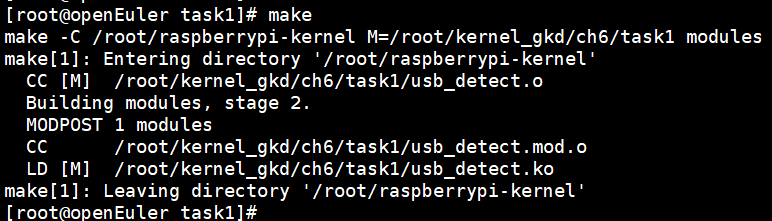 [root@openEuler task1]# make
make -C /root/raspberrypi-kernel M=/root/kernel_gkd/ch6/task1 modules
make[1]: Entering directory '/root/raspberrypi-kernel'
  CC [M]  /root/kernel_gkd/ch6/task1/usb_detect.o
  Building modules, stage 2.
  MODPOST 1 modules
  CC      /root/kernel_gkd/ch6/task1/usb_detect.mod.o
  LD [M]  /root/kernel_gkd/ch6/task1/usb_detect.ko
make[1]: Leaving directory '/root/raspberrypi-kernel'
[root@openEuler task1]#